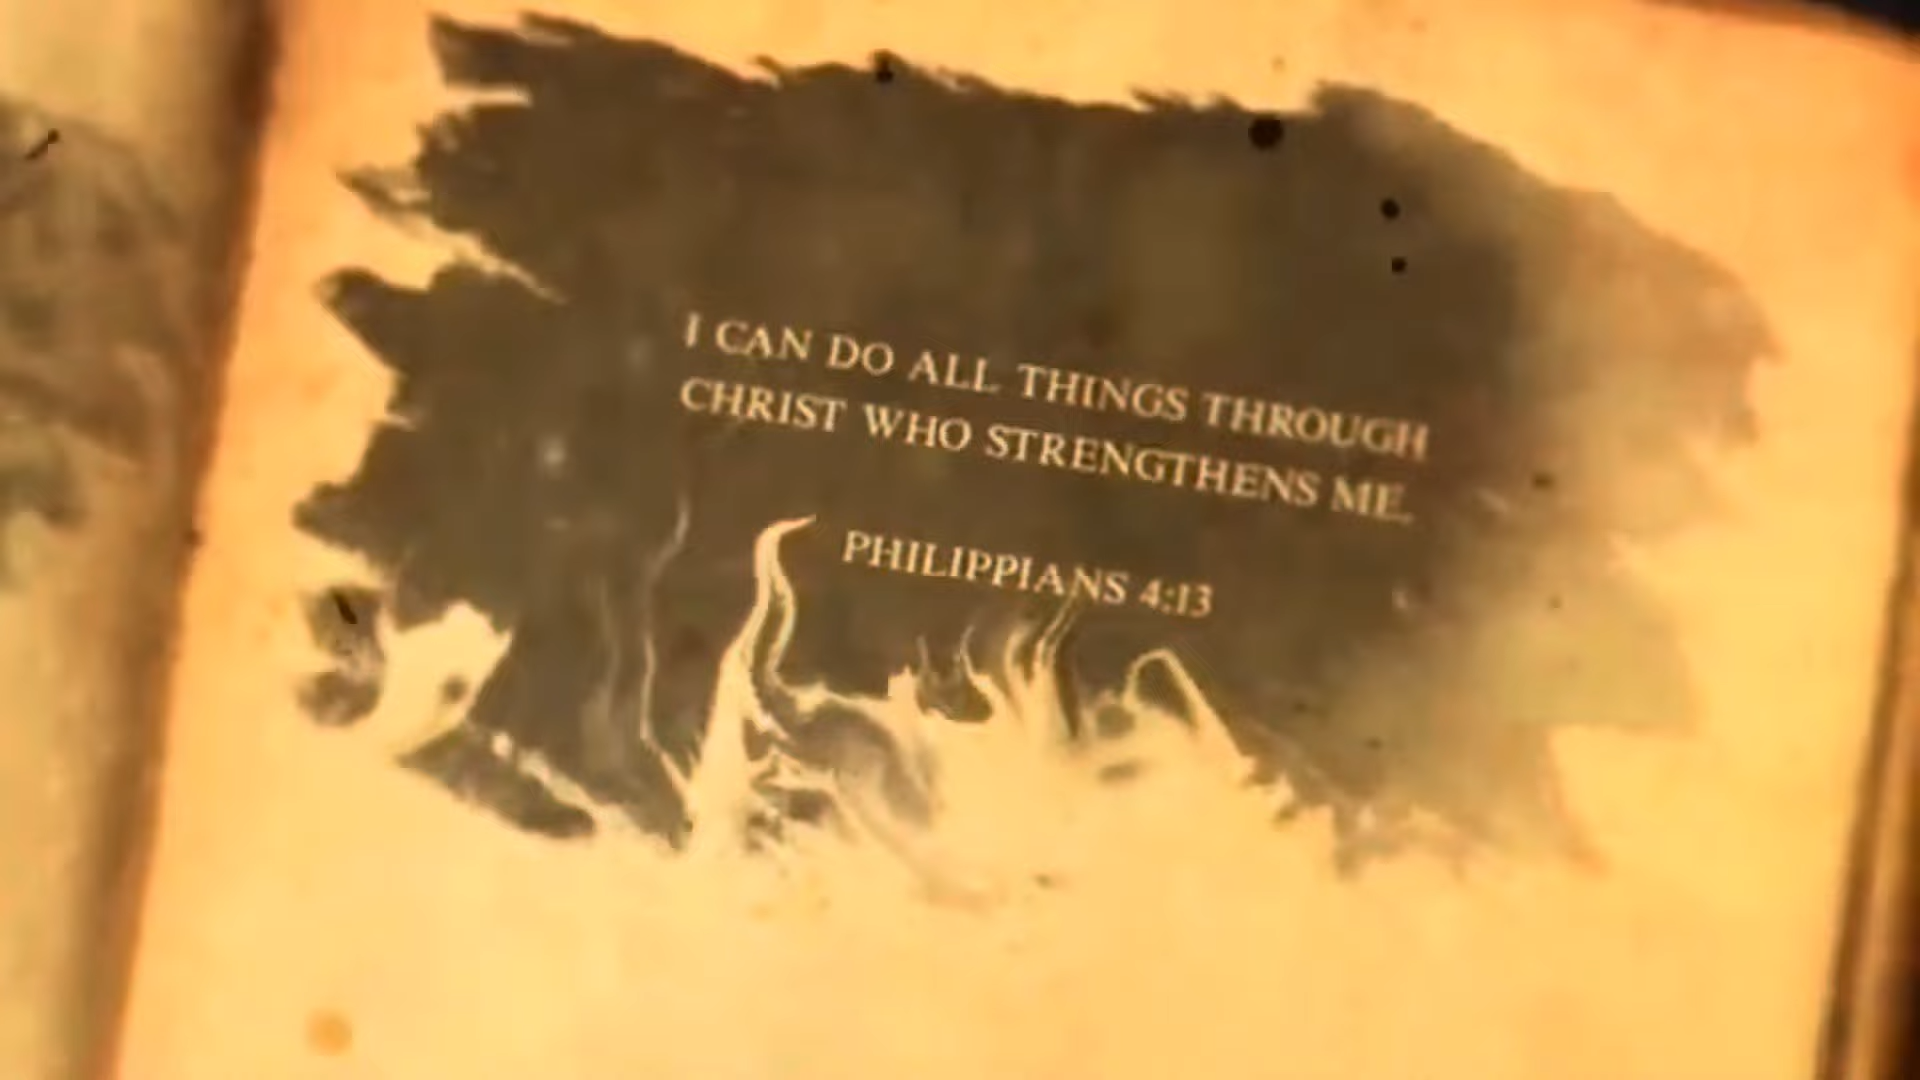 I CAN DO ALL THINGS THROUGH
CHRIST WHO STRENGTHENS ME.
PHILIPPIANS 4:13